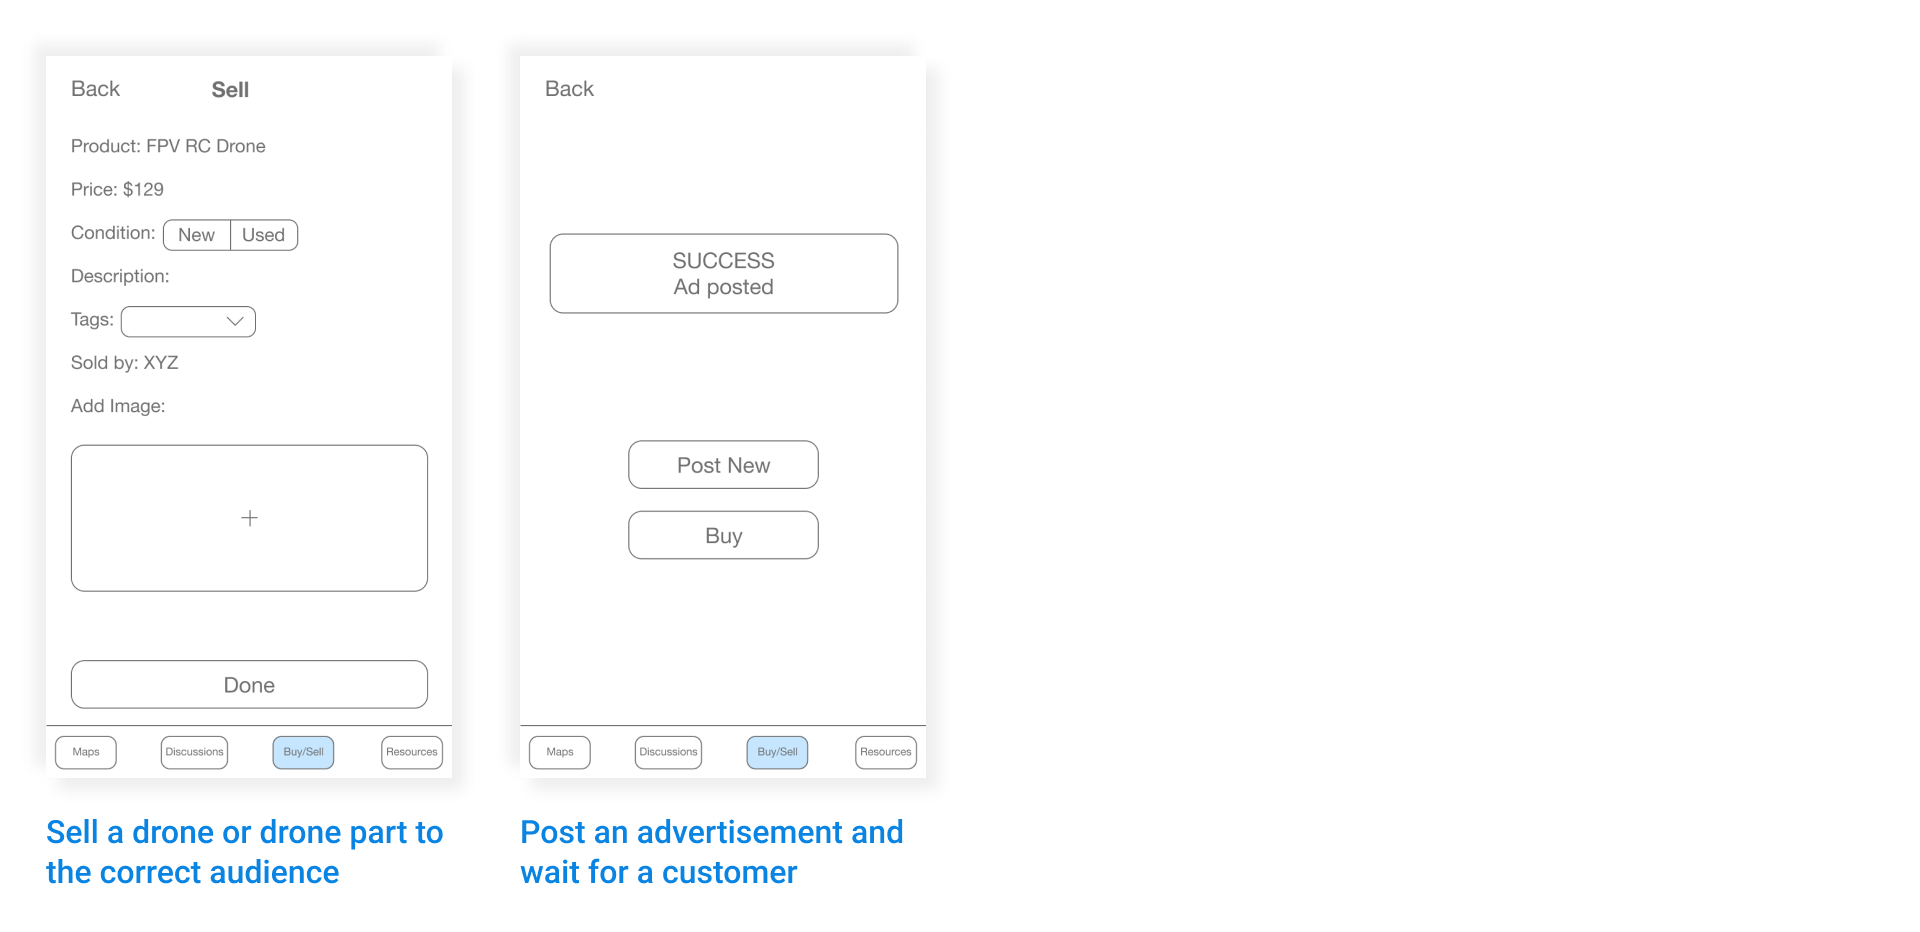 Back Sell
Product: FPV RC Drone
Price: $129
Condition: New Used
Description:
Tags:
Sold by: XYZ
Add Image:
+
Done
Maps Discussions Buy/Sell Resources
Sell a drone or drone part to
the correct audience
Back
SUCCESS
Ad posted
Post New
Buy
Maps Discussions Buy/Sell Resources
Post an advertisement and
wait for a customer